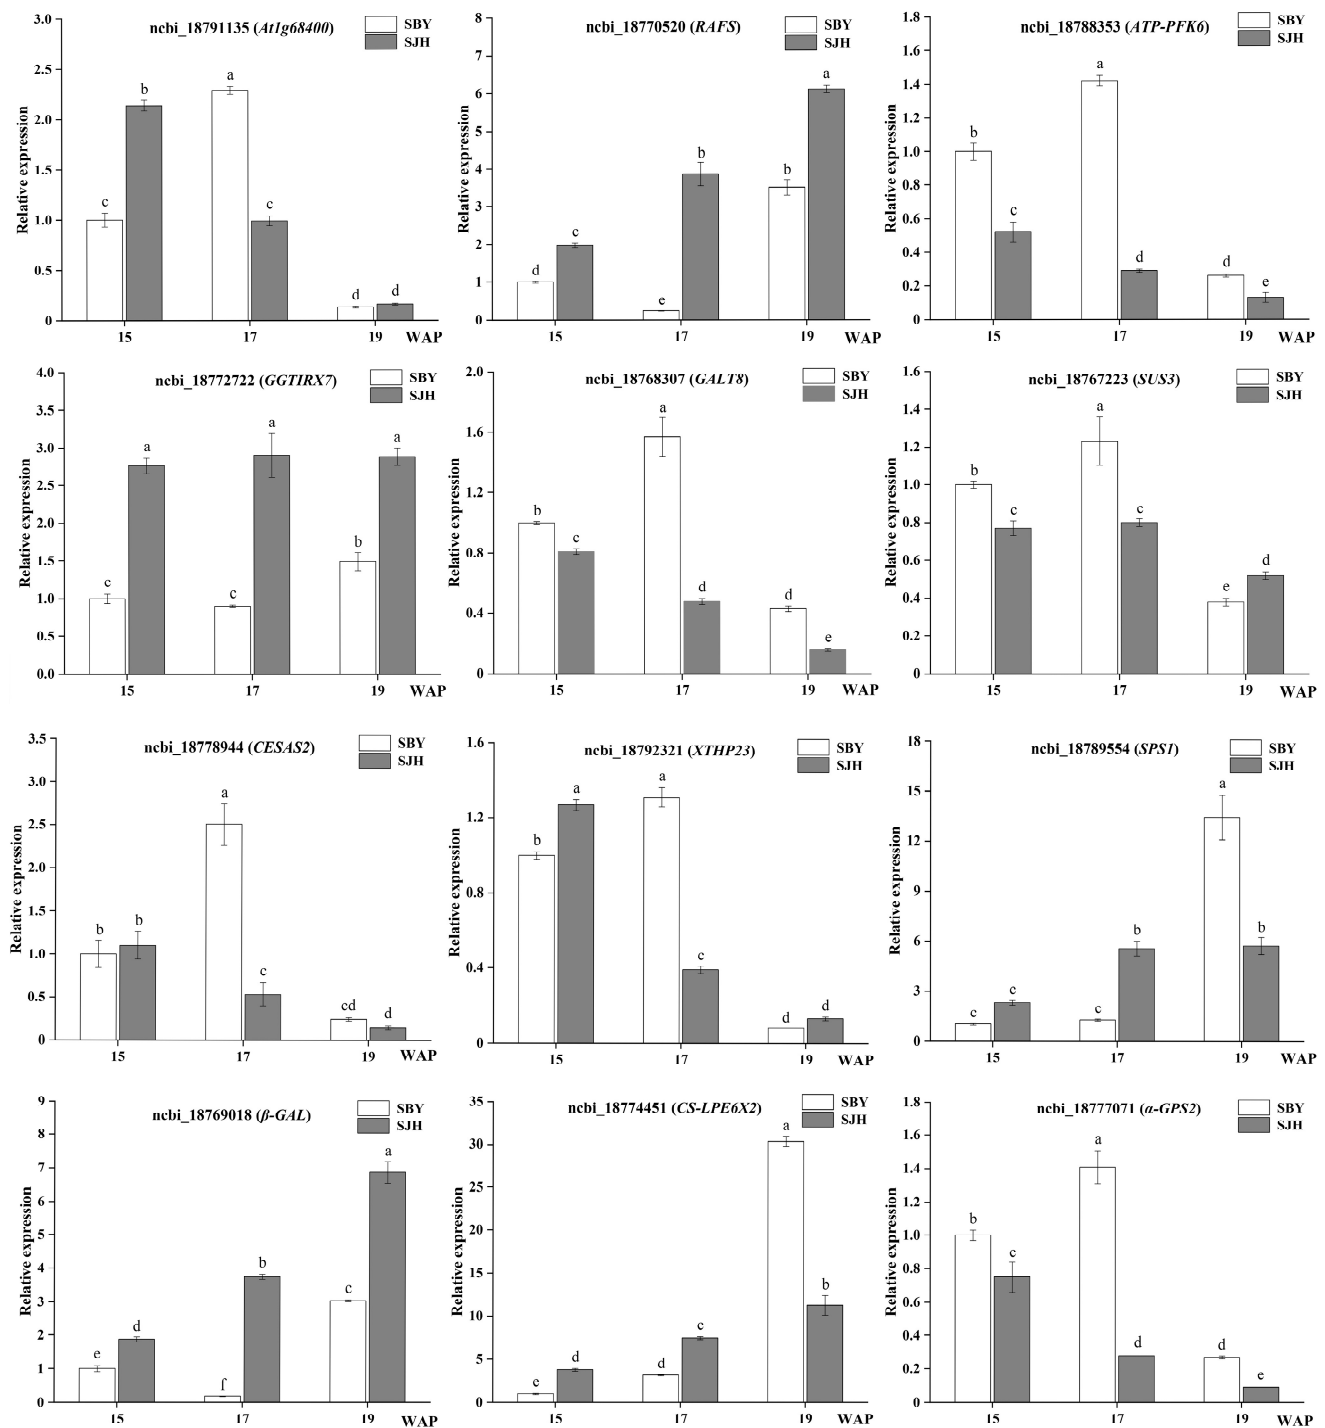 ncbi_18791135 (At1g68400)
SBY
SJH
Relative expression
3.0
2.5
2.0
1.5
1.0
0.5
0
c
b
a
c
d
d
15
17
19
WAP
ncbi_18770520 (RAFS)
SBY
SJH
Relative expression
8
7
6
5
4
3
2
1
0
d
c
e
b
b
a
15
17
19
WAP
ncbi_18788353 (ATP-PFK6)
SBY
SJH
Relative expression
1.8
1.6
1.4
1.2
1.0
0.8
0.6
0.4
0.2
0
b
c
a
d
d
e
15
17
19
WAP
ncbi_18772722 (GGTIRX7)
SBY
SJH
Relative expression
4.0
3.5
3.0
2.5
2.0
1.5
1.0
0.5
0.0
c
a
c
a
b
a
15
17
19
WAP
ncbi_18768307 (GALT8)
SBY
SJH
Relative expression
2.0
1.6
1.2
0.8
0.4
0
b
c
a
d
d
e
15
17
19
WAP
ncbi_18767223 (SUS3)
SBY
SJH
Relative expression
1.6
1.4
1.2
1.0
0.8
0.6
0.4
0.2
0
b
c
a
c
e
d
15
17
19
WAP
ncbi_18778944 (CESAS2)
SBY
SJH
Relative expression
3.5
3.0
2.5
2.0
1.5
1.0
0.5
0
b
b
a
c
cd
d
15
17
19
WAP
ncbi_18792321 (XTHP23)
SBY
SJH
Relative expression
1.6
1.2
0.8
0.4
0
b
a
a
c
d
d
15
17
19
WAP
ncbi_18789554 (SPS1)
SBY
SJH
Relative expression
18
15
12
9
6
3
0
c
c
c
b
a
b
15
17
19
WAP
ncbi_18769018 (β-GAL)
SBY
SJH
Relative expression
9
8
7
6
5
4
3
2
1
0
e
d
f
b
c
a
15
17
19
WAP
ncbi_18774451 (CS-LPE6X2)
SBY
SJH
Relative expression
35
30
25
20
15
10
5
0
e
d
d
c
a
b
15
17
19
WAP
ncbi_18777071 (α-GPS2)
SBY
SJH
Relative expression
1.8
1.6
1.4
1.2
1.0
0.8
0.6
0.4
0.2
0
b
c
a
d
d
e
15
17
19
WAP